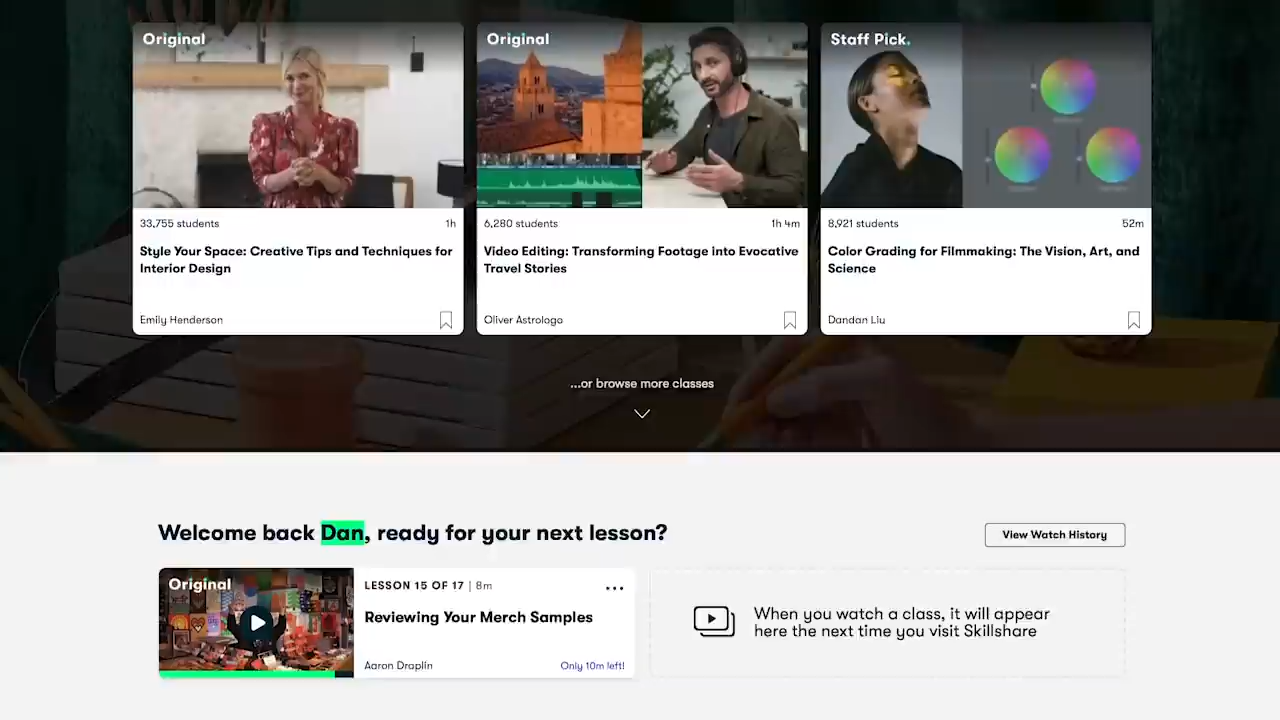 Original
Original
Staff Pick.
33,755 students
1h
6,280 students
1h 4m
8,921 students
52m
Style Your Space: Creative Tips and Techniques for
Interior Design
Video Editing: Transforming Footage into Evocative
Travel Stories
Color Grading for Filmmaking: The Vision, Art, and
Science
Emily Henderson
Oliver Astrologo
Dandan Liu
...or browse more classes
Welcome back Dan, ready for your next lesson?
View Watch History
Original
LESSON 15 OF 17 | 8m
Reviewing Your Merch Samples
Aaron Draplin
Only 10m left!
When you watch a class, it will appear
here the next time you visit Skillshare